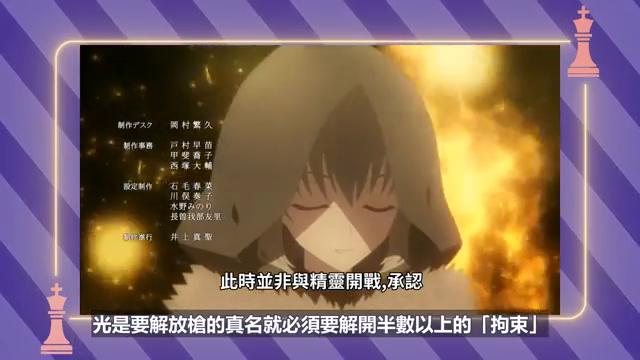 制作デスク 岡村繁久
制作事務 戸村早苗
甲斐喬子
西塚大輔
設定制作 石毛春菜
川俣奏子
水野みのり
長曽我部友里
制作進行 井上真聖
此時並非與精靈開戰,承認
光是要解放槍的真名就必須要解開半數以上的「拘束」